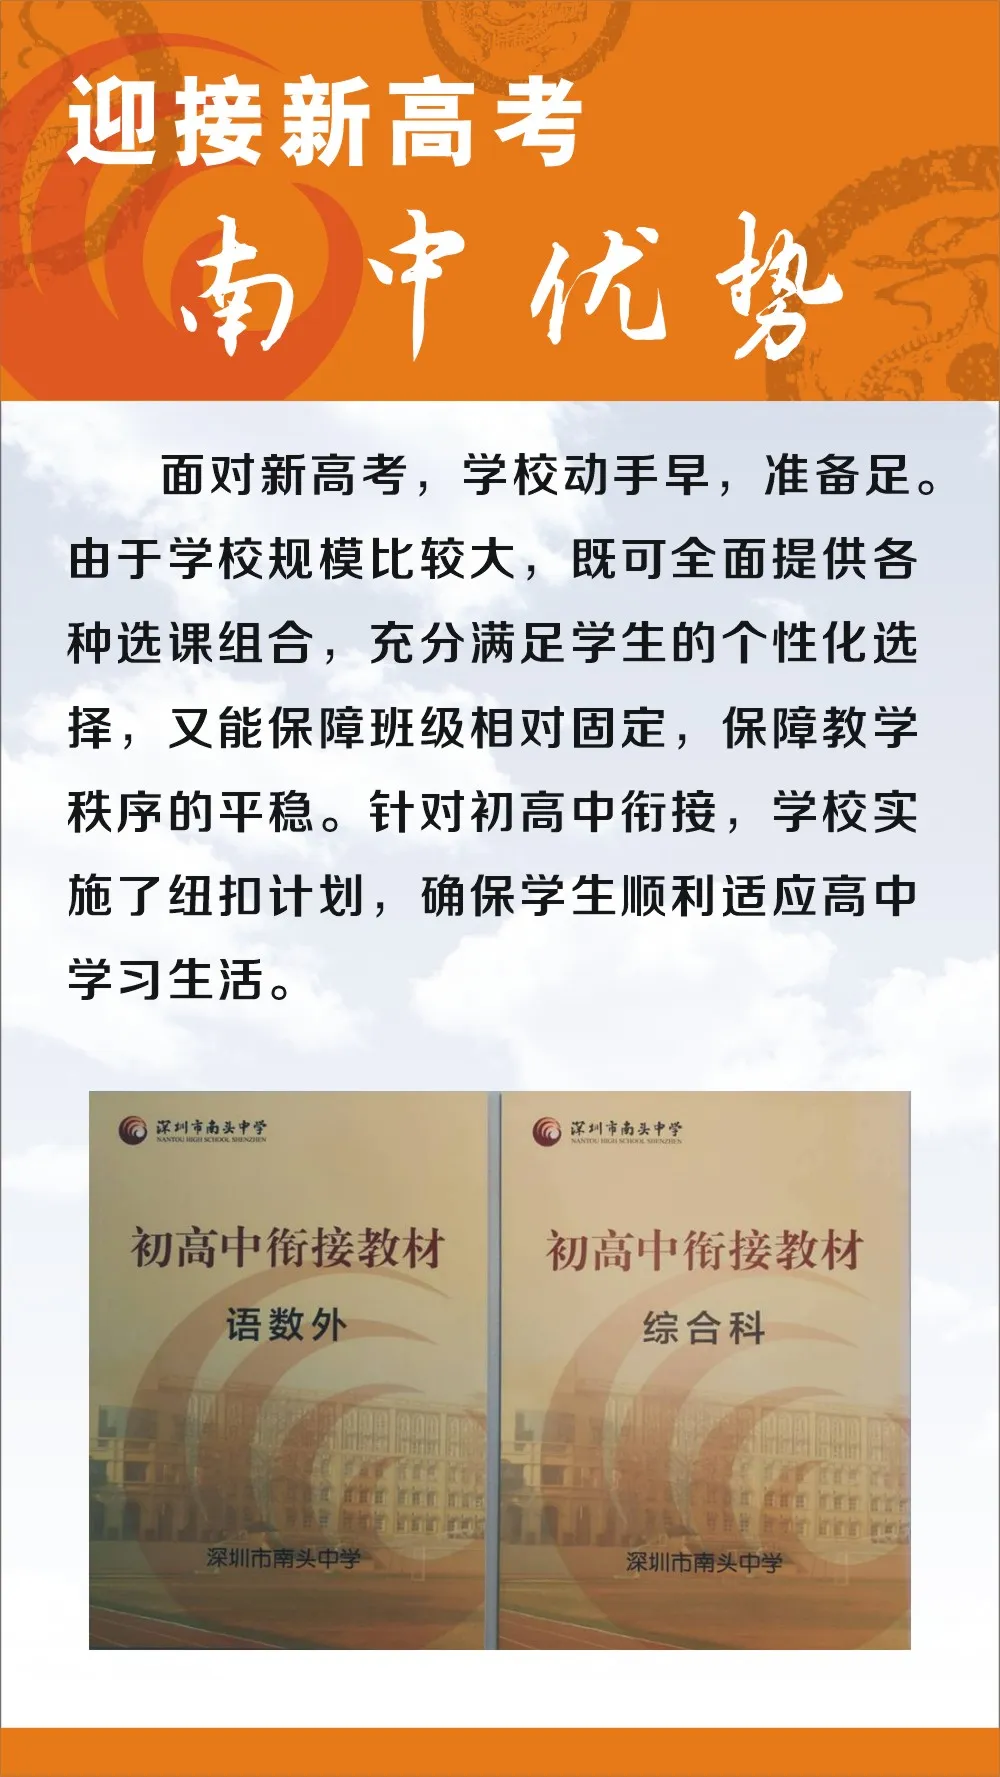 迎接新高考
南中优势
面对新高考，学校动手早，准备足。
由于学校规模比较大，既可全面提供各
种选课组合，充分满足学生的个性化选
择，又能保障班级相对固定，保障教学
秩序的平稳。针对初高中衔接，学校实
施了纽扣计划，确保学生顺利适应高中
学习生活。
深圳市南头中学
NANTOU HIGH SCHOOL SHENZHEN
初高中衔接教材
语数外
深圳市南头中学
深圳市南头中学
NANTOU HIGH SCHOOL SHENZHEN
初高中衔接教材
综合科
深圳市南头中学